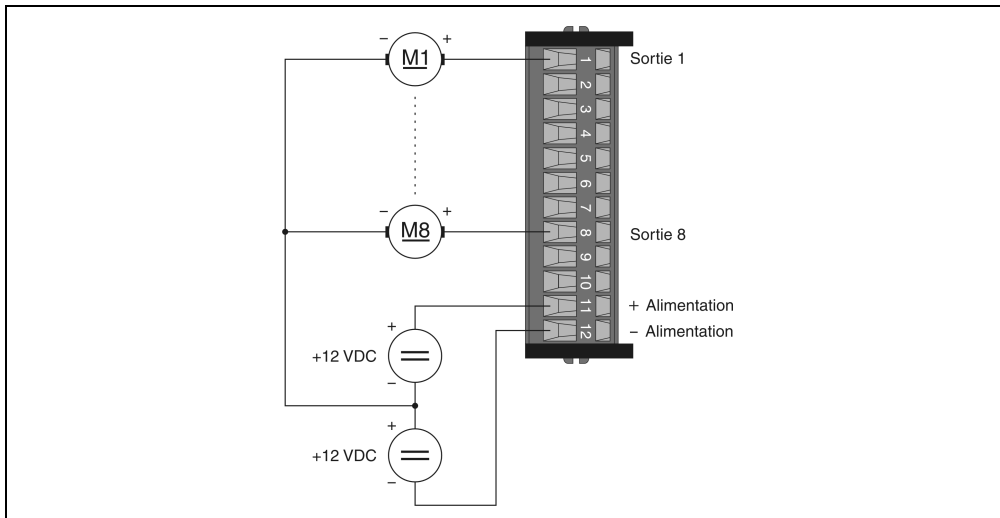 - M1 +
1 Sortie 1
2
3
4
5
6
7
- M8 +
8 Sortie 8
9
10
11 + Alimentation
12 − Alimentation
+
+12 VDC
−
+
+12 VDC
−